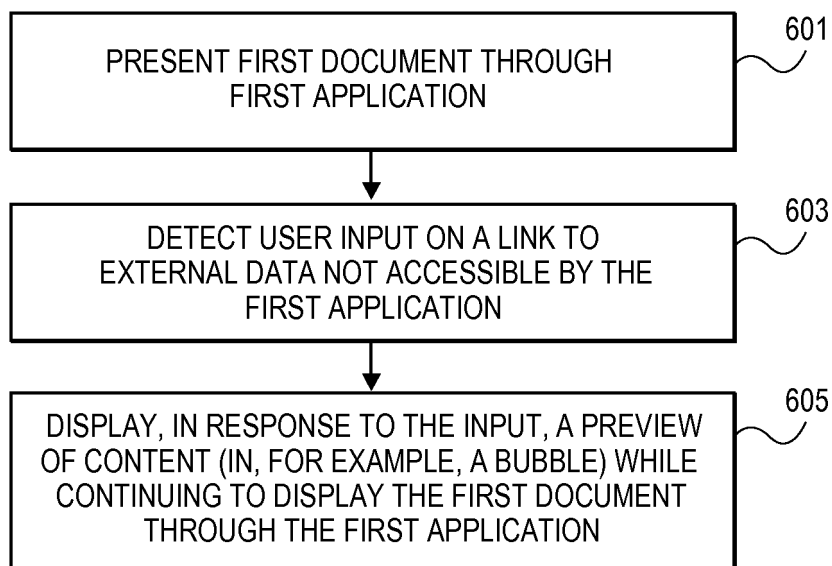 PRESENT FIRST DOCUMENT THROUGH
FIRST APPLICATION
601
DETECT USER INPUT ON A LINK TO
EXTERNAL DATA NOT ACCESSIBLE BY THE
FIRST APPLICATION
603
DISPLAY, IN RESPONSE TO THE INPUT, A PREVIEW
OF CONTENT (IN, FOR EXAMPLE, A BUBBLE) WHILE
CONTINUING TO DISPLAY THE FIRST DOCUMENT
THROUGH THE FIRST APPLICATION
605